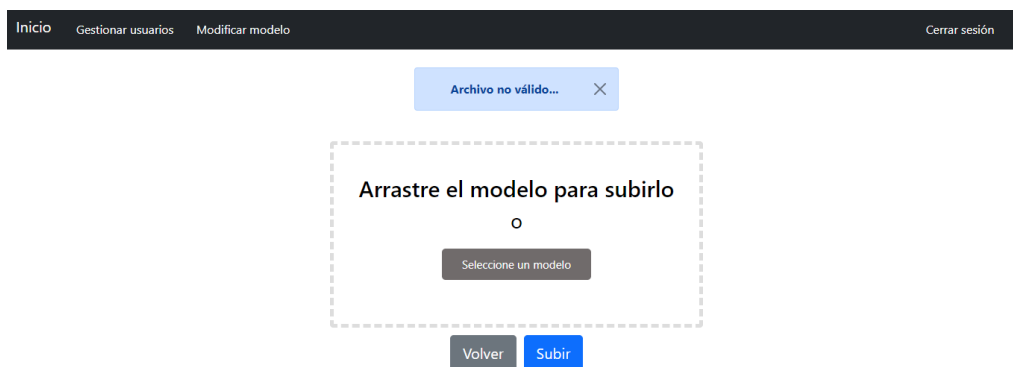 Inicio Gestionar usuarios Modificar modelo Cerrar sesión
Archivo no válido...
Arrastre el modelo para subirlo
o
Seleccione un modelo
Volver Subir